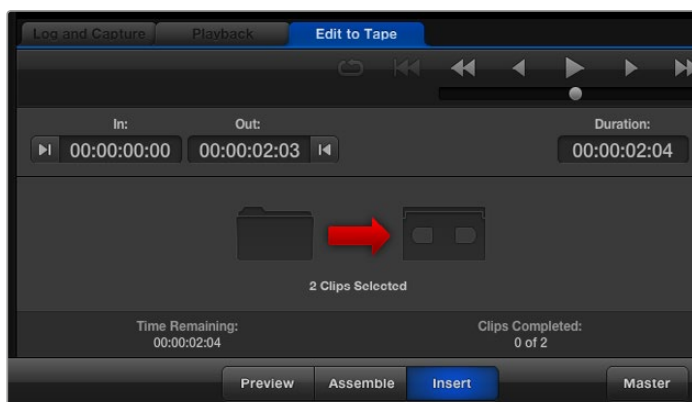 Log and Capture Playback Edit to Tape
In: Out: Duration:
00:00:00:00 00:00:02:03 00:00:02:04
2 Clips Selected
Time Remaining: Clips Completed:
00:00:02:04 0 of 2
Preview Assemble Insert Master